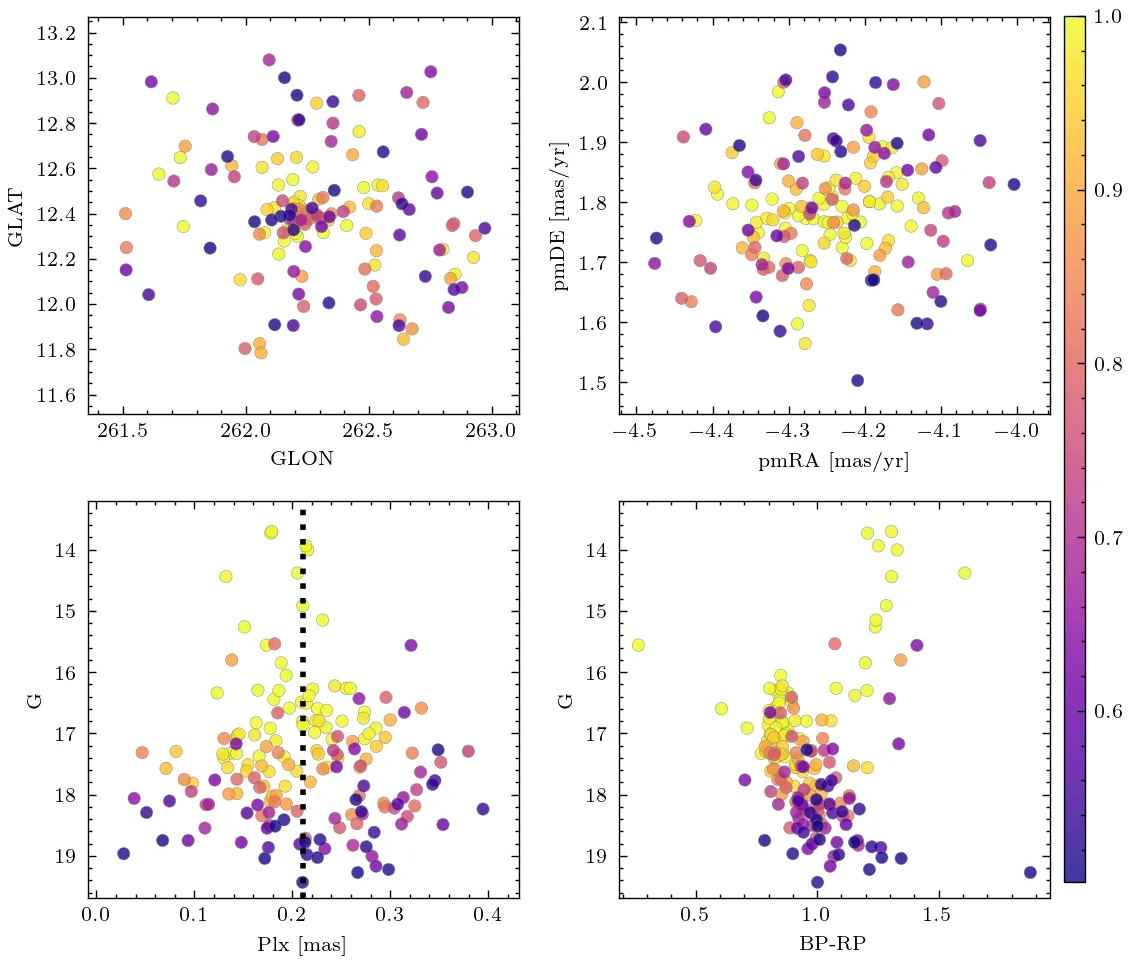 13.2
13.0
12.8
12.6
12.4
12.2
12.0
11.8
11.6
GLAT
261.5 262.0 262.5 263.0
GLON
2.1
2.0
1.9
1.8
1.7
1.6
1.5
pmDE [mas/yr]
−4.5 −4.4 −4.3 −4.2 −4.1 −4.0
pmRA [mas/yr]
1.0
0.9
0.8
0.7
0.6
14
15
16
17
18
19
G
0.0 0.1 0.2 0.3 0.4
Plx [mas]
14
15
16
17
18
19
G
0.5 1.0 1.5
BP-RP